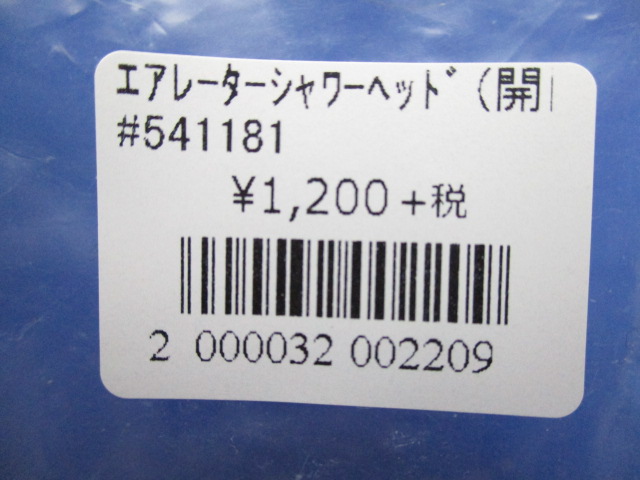 ｴｱﾚｰﾀｰｼｬﾜｰﾍｯﾄﾞ(開
#541181
¥1,200+税
2 000032 002209